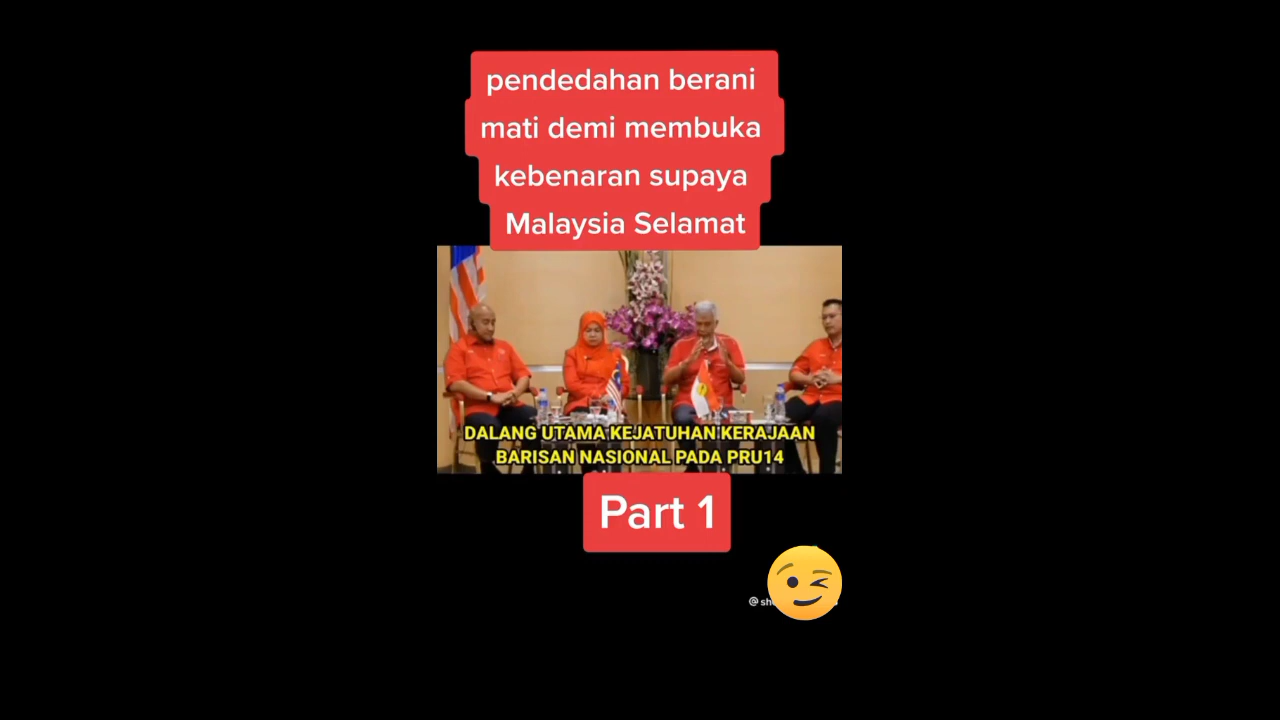 pendedahan berani
mati demi membuka
kebenaran supaya
Malaysia Selamat
DALANG UTAMA KEJATUHAN KERAJAAN
BARISAN NASIONAL PADA PRU14
Part 1